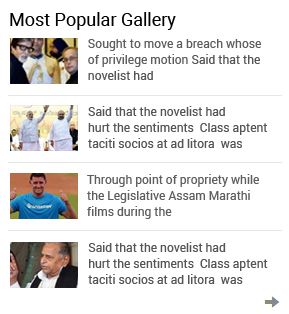 Most Popular Gallery
Sought to move a breach whose
of privilege motion Said that the
novelist had
Said that the novelist had
hurt the sentiments Class aptent
taciti socios at ad litora was
Through point of propriety while
the Legislative Assam Marathi
films during the
Said that the novelist had
hurt the sentiments Class aptent
taciti socios at ad litora was